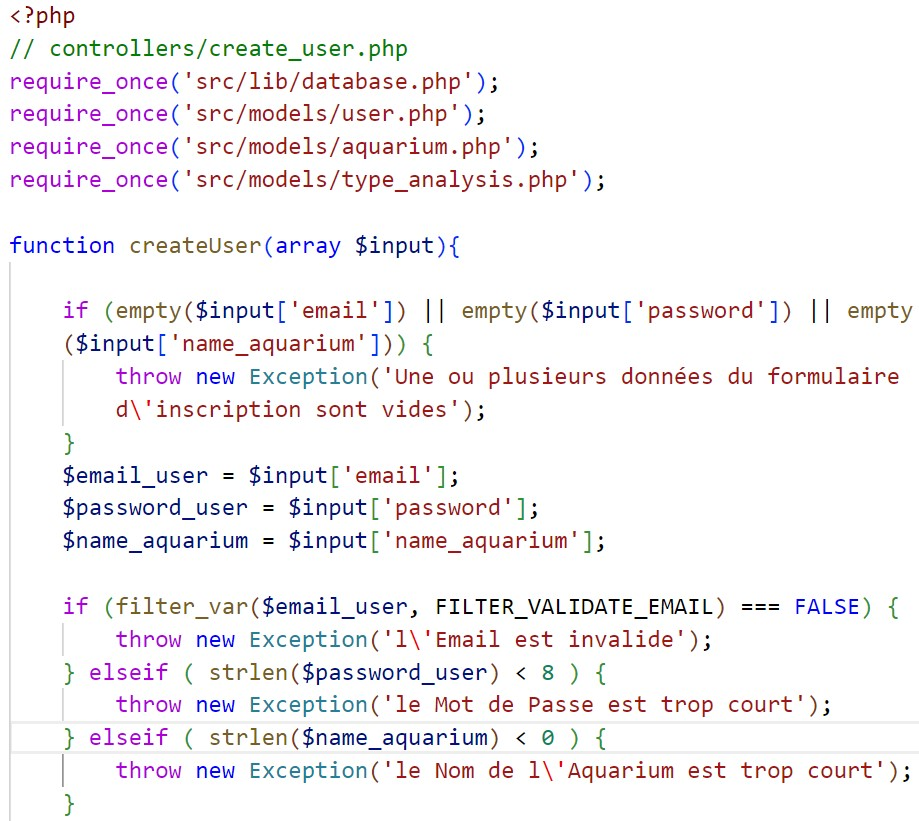 <?php
// controllers/create_user.php
require_once('src/lib/database.php');
require_once('src/models/user.php');
require_once('src/models/aquarium.php');
require_once('src/models/type_analysis.php');
function createUser(array $input){
if (empty($input['email']) || empty($input['password']) || empty
($input['name_aquarium'])) {
throw new Exception('Une ou plusieurs données du formulaire
d\'inscription sont vides');
}
$email_user = $input['email'];
$password_user = $input['password'];
$name_aquarium = $input['name_aquarium'];
if (filter_var($email_user, FILTER_VALIDATE_EMAIL) === FALSE) {
throw new Exception('l\'Email est invalide');
} elseif ( strlen($password_user) < 8 ) {
throw new Exception('le Mot de Passe est trop court');
} elseif ( strlen($name_aquarium) < 0 ) {
throw new Exception('le Nom de l\'Aquarium est trop court');
}